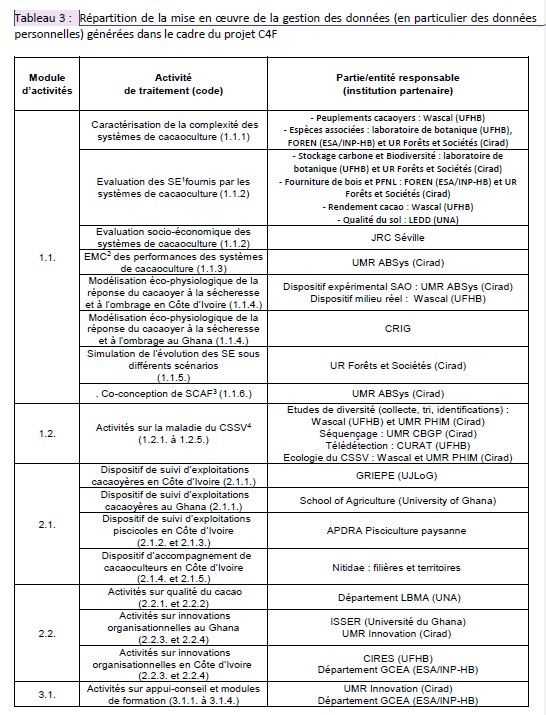 Tableau 3 : Répartition de la mise en œuvre de la gestion des données (en particulier des données
personnelles) générées dans le cadre du projet C4F
Module
d'activités
Activité
de traitement (code)
Partie/entité responsable
(institution partenaire)
1.1.
Caractérisation de la complexité des
systèmes de cacaoculture (1.1.1)
- Peuplements cacaoyers : Wascal (UFHB)
- Espèces associées : laboratoire de botanique (UFHB),
FOREN (ESA/INP-HB) et UR Forêts et Sociétés (Cirad)
Evaluation des SE¹fournis par les
systèmes de cacaoculture (1.1.2)
- Stockage carbone et Biodiversité : laboratoire de
botanique (UFHB) et UR Forêts et Sociétés (Cirad)
- Fourniture de bois et PFNL : FOREN (ESA/INP-HB) et UR
Forêts et Sociétés (Cirad)
- Rendement cacao : Wascal (UFHB)
- Qualité du sol : LEDD (UNA)
Evaluation socio-économique des
systèmes de cacaoculture (1.1.2)
JRC Séville
EMC² des performances des systèmes
de cacaoculture (1.1.3)
UMR ABSys (Cirad)
Modélisation éco-physiologique de la
réponse du cacaoyer à la sécheresse
et à l'ombrage en Côte d'Ivoire (1.1.4.)
Dispositif expérimental SAO : UMR ABSys (Cirad)
Dispositif milieu réel : Wascal (UFHB)
Modélisation éco-physiologique de la
réponse du cacaoyer à la sécheresse
et à l'ombrage au Ghana (1.1.4.)
CRIG
Simulation de l'évolution des SE sous
différents scénarios
(1.1.5.)
UR Forêts et Sociétés (Cirad)
. Co-conception de SCAF³ (1.1.6.)
UMR ABSys (Cirad)
1.2.
Activités sur la maladie du CSSV⁴
(1.2.1. à 1.2.5.)
Etudes de diversité (collecte, tri, identifications) :
Wascal (UFHB) et UMR PHIM (Cirad)
Séquençage : UMR CBGP (Cirad)
Télédétection : CURAT (UFHB)
Ecologie du CSSV : Wascal et UMR PHIM (Cirad)
2.1.
Dispositif de suivi d'exploitations
cacaoyères en Côte d'Ivoire (2.1.1.)
GRIEPE (UJLoG)
Dispositif de suivi d'exploitations
cacaoyères au Ghana (2.1.1.)
School of Agriculture (University of Ghana)
Dispositif de suivi d'exploitations
piscicoles en Côte d'Ivoire
(2.1.2. et 2.1.3.)
APDRA Pisciculture paysanne
Dispositif d'accompagnement de
cacaoculteurs en Côte d'Ivoire
(2.1.4. et 2.1.5.)
Nitidae : filières et territoires
2.2.
Activités sur qualité du cacao
(2.2.1. et 2.2.2)
Département LBMA (UNA)
Activités sur innovations
organisationnelles au Ghana
(2.2.3. et 2.2.4)
ISSER (Université du Ghana)
UMR Innovation (Cirad)
Activités sur innovations
organisationnelles en Côte d'Ivoire
(2.2.3. et 2.2.4)
CIRES (UFHB)
Département GCEA (ESA/INP-HB)
3.1.
Activités sur appui-conseil et modules
de formation (3.1.1. à 3.1.4.)
UMR Innovation (Cirad)
Département GCEA (ESA/INP-HB)